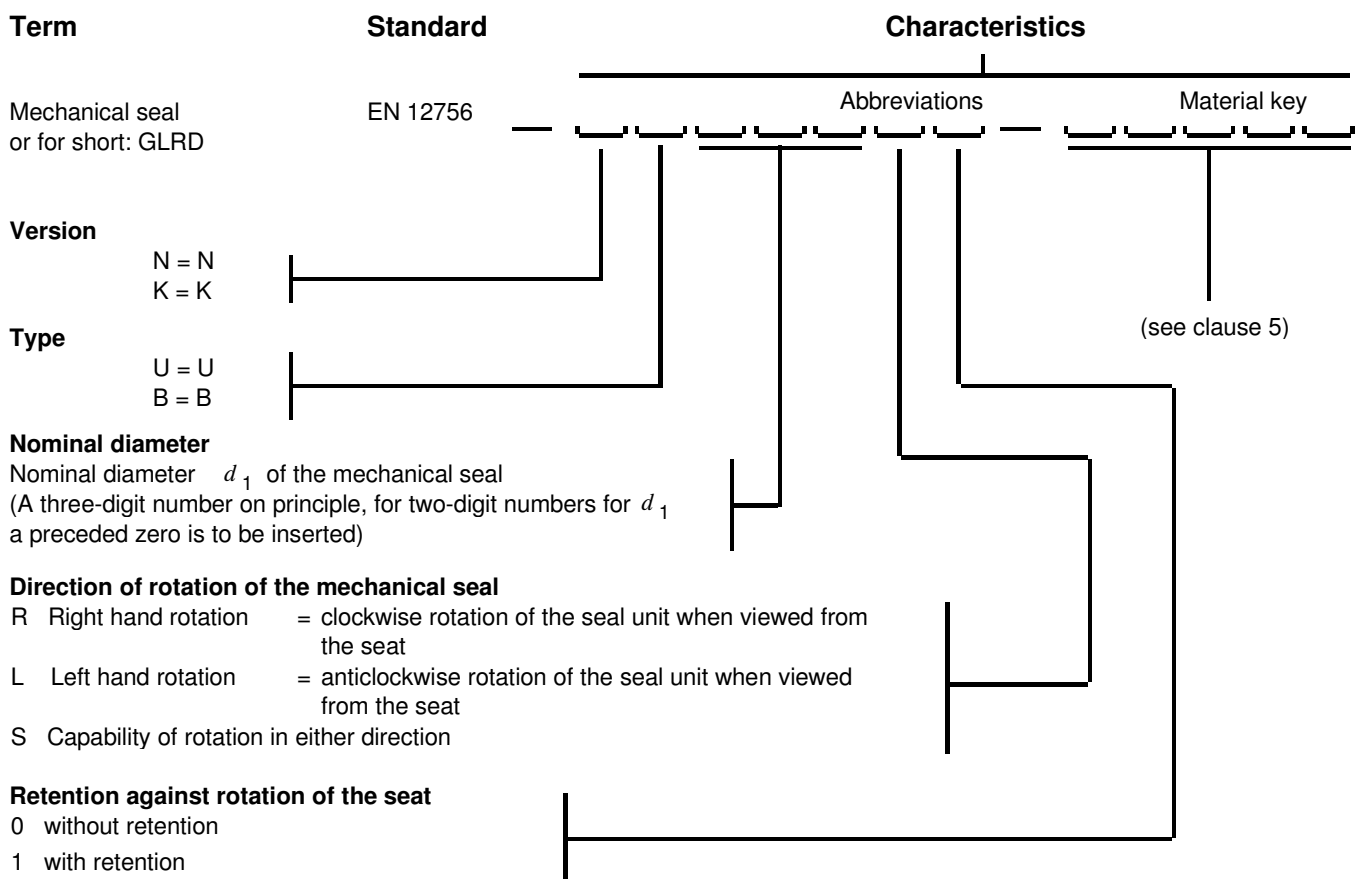 Term Standard Characteristics
Abbreviations Material key
Mechanical seal EN 12756
or for short: GLRD
Version
N = N
K = K
(see clause 5)
Type
U = U
B = B
Nominal diameter
Nominal diameter d 1 of the mechanical seal
(A three-digit number on principle, for two-digit numbers for d 1
a preceded zero is to be inserted)
Direction of rotation of the mechanical seal
R Right hand rotation = clockwise rotation of the seal unit when viewed from
the seat
L Left hand rotation = anticlockwise rotation of the seal unit when viewed
from the seat
S Capability of rotation in either direction
Retention against rotation of the seat
0 without retention
1 with retention